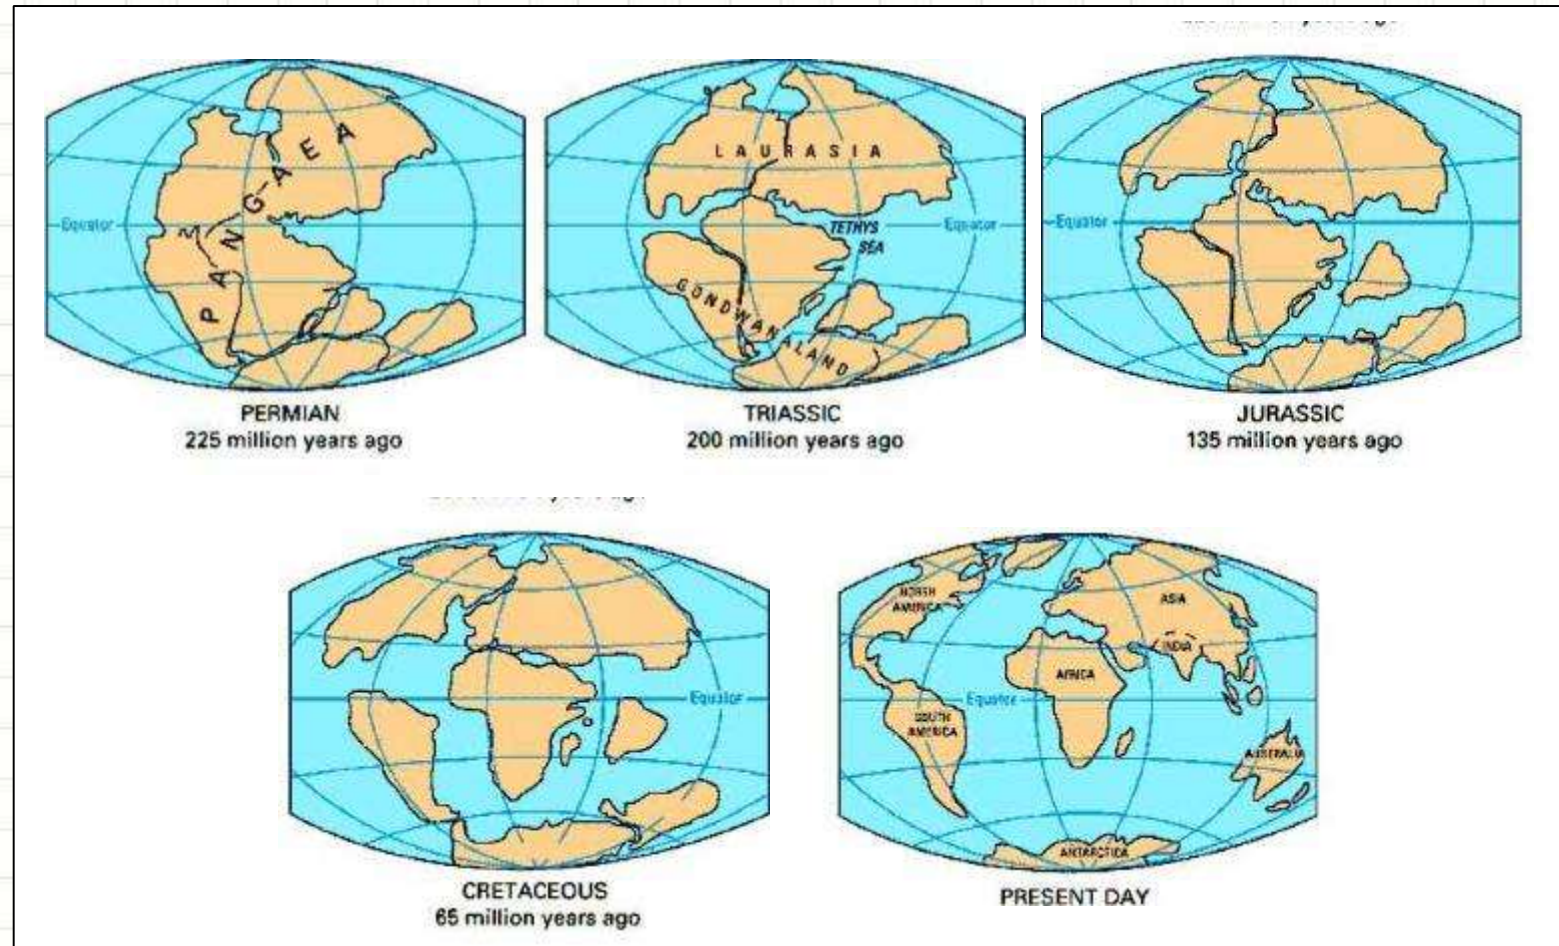 Equator
PANGAEA
PERMIAN
225 million years ago
LAURASIA
TETHYS
SEA
Equator
GONDWANALAND
TRIASSIC
200 million years ago
Equator
JURASSIC
135 million years ago
Equator
CRETACEOUS
65 million years ago
NORTH
AMERICA
ASIA
INDIA
AFRICA
Equator
SOUTH
AMERICA
AUSTRALIA
ANTARCTICA
PRESENT DAY